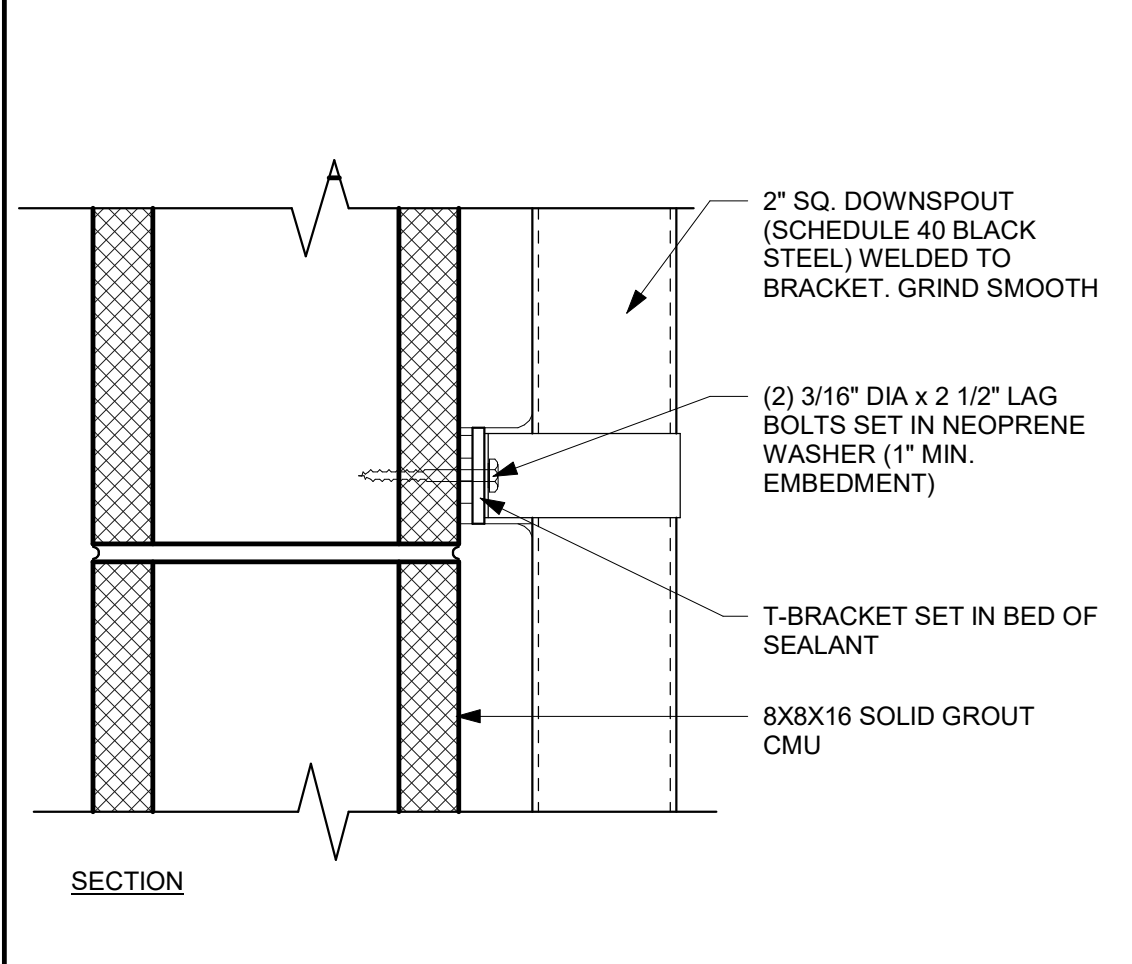 2" SQ. DOWNSPOUT
(SCHEDULE 40 BLACK
STEEL) WELDED TO
BRACKET. GRIND SMOOTH
(2) 3/16" DIA x 2 1/2" LAG
BOLTS SET IN NEOPRENE
WASHER (1" MIN.
EMBEDMENT)
T-BRACKET SET IN BED OF
SEALANT
8X8X16 SOLID GROUT
CMU
SECTION